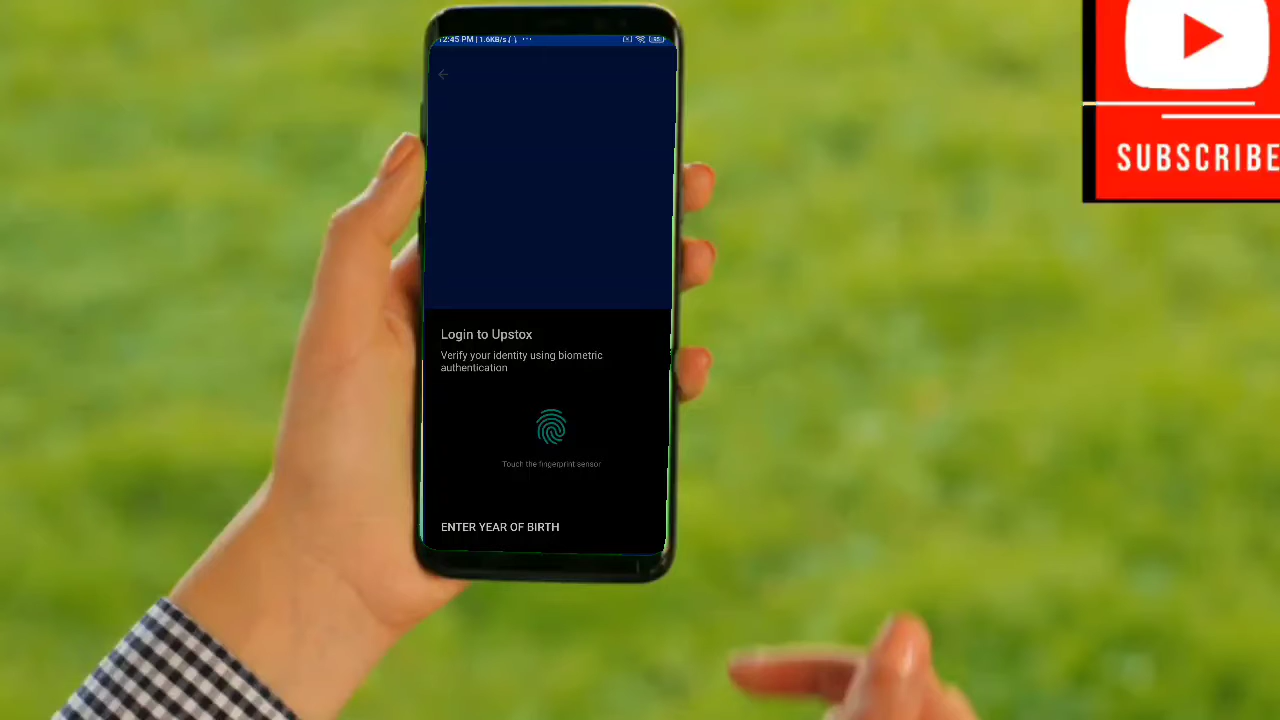 12:45 PM | 1.6KB/s
SUBSCRIBE
Login to Upstox
Verify your identity using biometric
authentication
Touch the fingerprint sensor
ENTER YEAR OF BIRTH